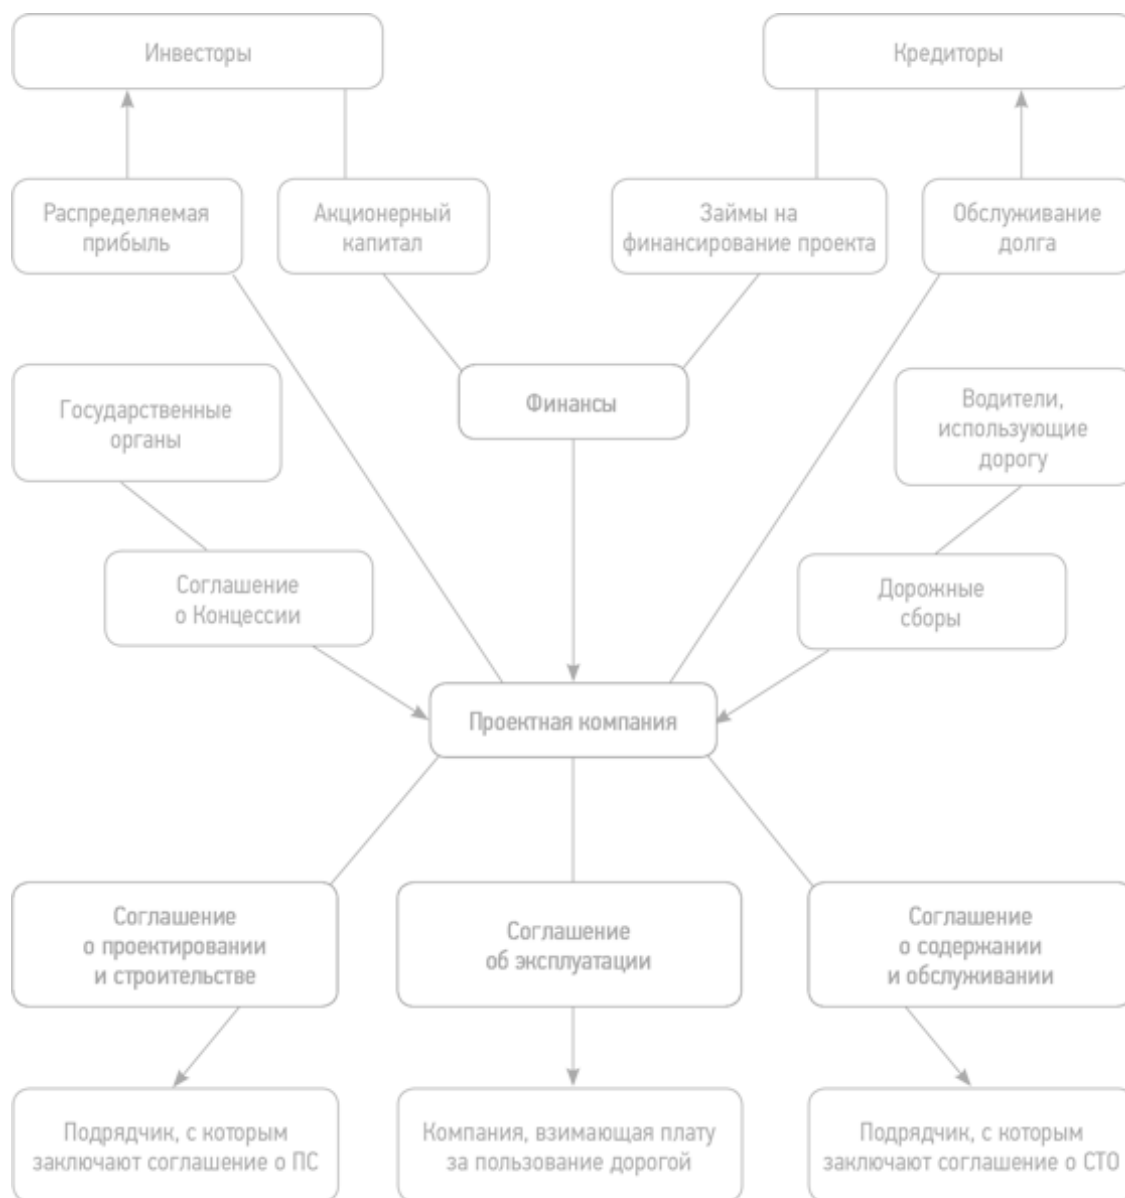 Инвесторы
Кредиторы
Распределяемая
прибыль
Акционерный
капитал
Займы на
финансирование проекта
Обслуживание
долга
Государственные
органы
Финансы
Водители,
использующие
дорогу
Соглашение
о Концессии
Дорожные
сборы
Проектная компания
Соглашение
о проектировании
и строительстве
Соглашение
об эксплуатации
Соглашение
о содержании
и обслуживании
Подрядчик, с которым
заключают соглашение о ПС
Компания, взимающая плату
за пользование дорогой
Подрядчик, с которым
заключают соглашение о СТО